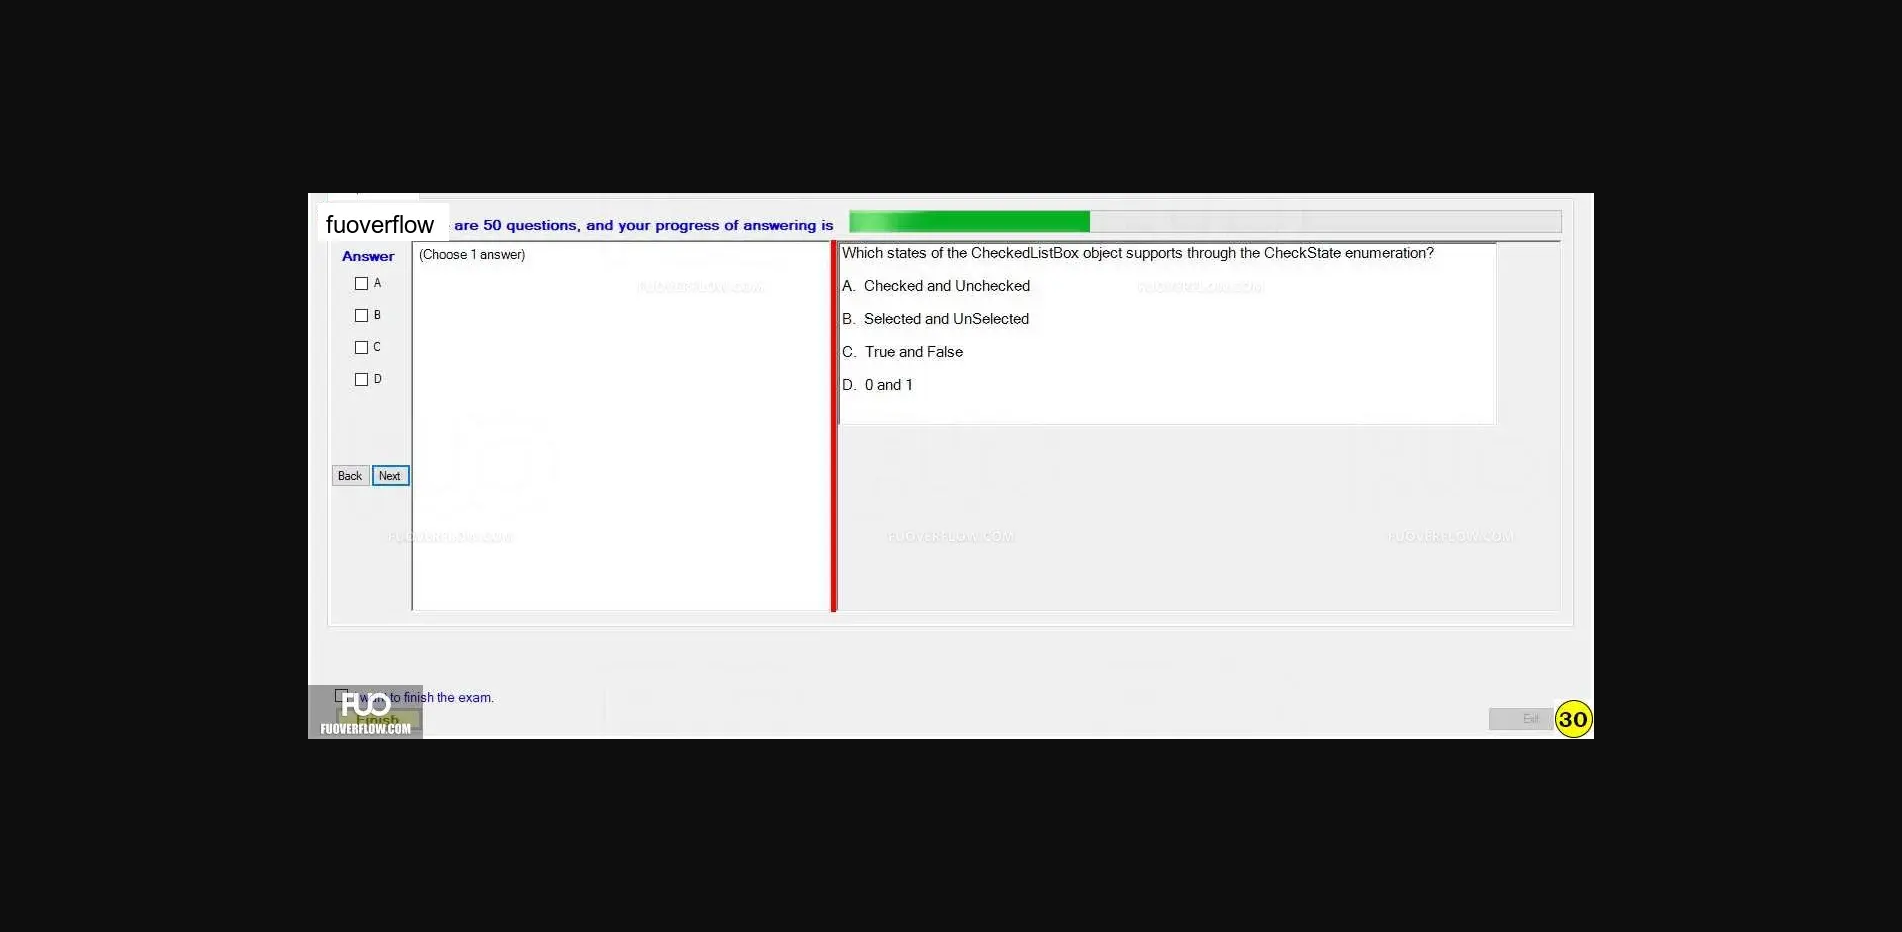 fuoverflow are 50 questions, and your progress of answering is
Answer
(Choose 1 answer)
A
B
C
D
Back Next
Which states of the CheckedListBox object supports through the CheckState enumeration?
A. Checked and Unchecked
B. Selected and UnSelected
C. True and False
D. 0 and 1
FUOVERFLOW.COM
FUOVERFLOW.COM
FUOVERFLOW.COM
FUOVERFLOW.COM
FUOVERFLOW.COM
want to finish the exam.
FUO
Finish
FUOVERFLOW.COM
Exit
30